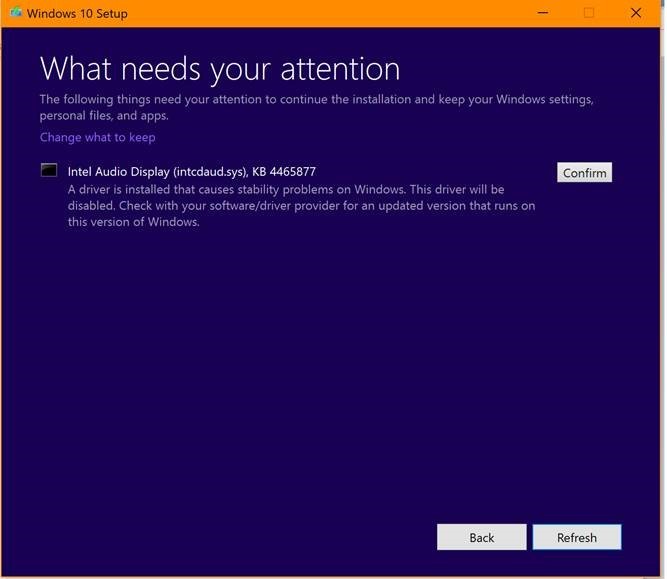 Windows 10 Setup
What needs your attention
The following things need your attention to continue the installation and keep your Windows settings,
personal files, and apps.
Change what to keep
Intel Audio Display (intcdaud.sys), KB 4465877
Confirm
A driver is installed that causes stability problems on Windows. This driver will be
disabled. Check with your software/driver provider for an updated version that runs on
this version of Windows.
Back
Refresh